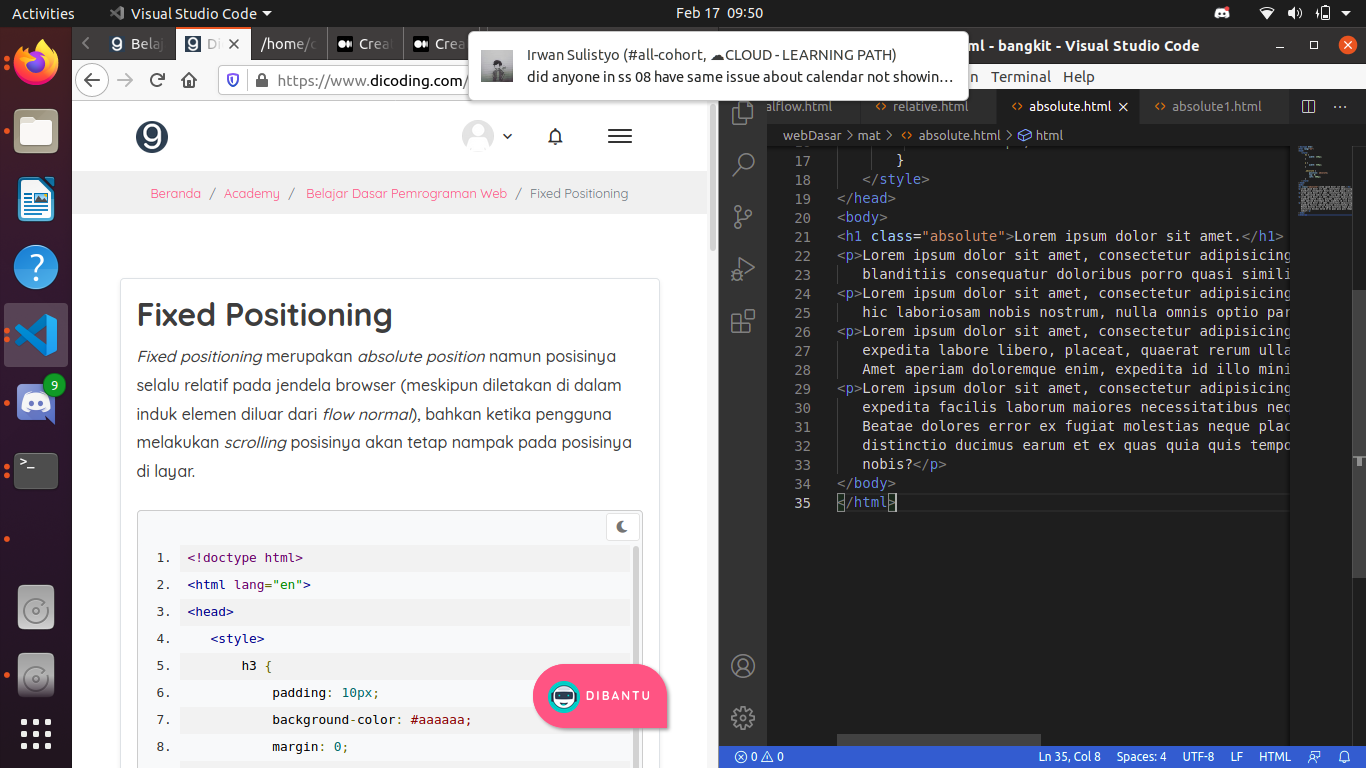 Activities
Visual Studio Code
Feb 17 09:50
Belaj
/home/
Crea
Crea
https://www.dicoding.com/
Irwan Sulistyo (#all-cohort, ☁CLOUD - LEARNING PATH)
did anyone in ss 08 have same issue about calendar not showin…
ml - bangkit - Visual Studio Code
Terminal Help
9
Beranda / Academy / Belajar Dasar Pemrograman Web / Fixed Positioning
Fixed Positioning
Fixed positioning merupakan absolute position namun posisinya
selalu relatif pada jendela browser (meskipun diletakan di dalam
induk elemen diluar dari flow normal), bahkan ketika pengguna
melakukan scrolling posisinya akan tetap nampak pada posisinya
di layar.
1. <!doctype html>
2. <html lang="en">
3. <head>
4. <style>
5. h3 {
6. padding: 10px;
7. background-color: #aaaaaa;
8. margin: 0;
DIBANTU
alflow.html
relative.html
absolute.html
absolute1.html
webDasar > mat > absolute.html > html
17 }
18 </style>
19 </head>
20 <body>
21 <h1 class="absolute">Lorem ipsum dolor sit amet.</h1>
22 <p>Lorem ipsum dolor sit amet, consectetur adipisicing
23 blanditiis consequatur doloribus porro quasi simili
24 <p>Lorem ipsum dolor sit amet, consectetur adipisicing
25 hic laboriosam nobis nostrum, nulla omnis optio par
26 <p>Lorem ipsum dolor sit amet, consectetur adipisicing
27 expedita labore libero, placeat, quaerat rerum ulla
28 Amet aperiam doloremque enim, expedita id illo mini
29 <p>Lorem ipsum dolor sit amet, consectetur adipisicing
30 expedita facilis laborum maiores necessitatibus neq
31 Beatae dolores error ex fugiat molestias neque plac
32 distinctio ducimus earum et ex quas quia quis tempo
33 nobis?</p>
34 </body>
35 </html>
0 0
Ln 35, Col 8
Spaces: 4
UTF-8
LF
HTML